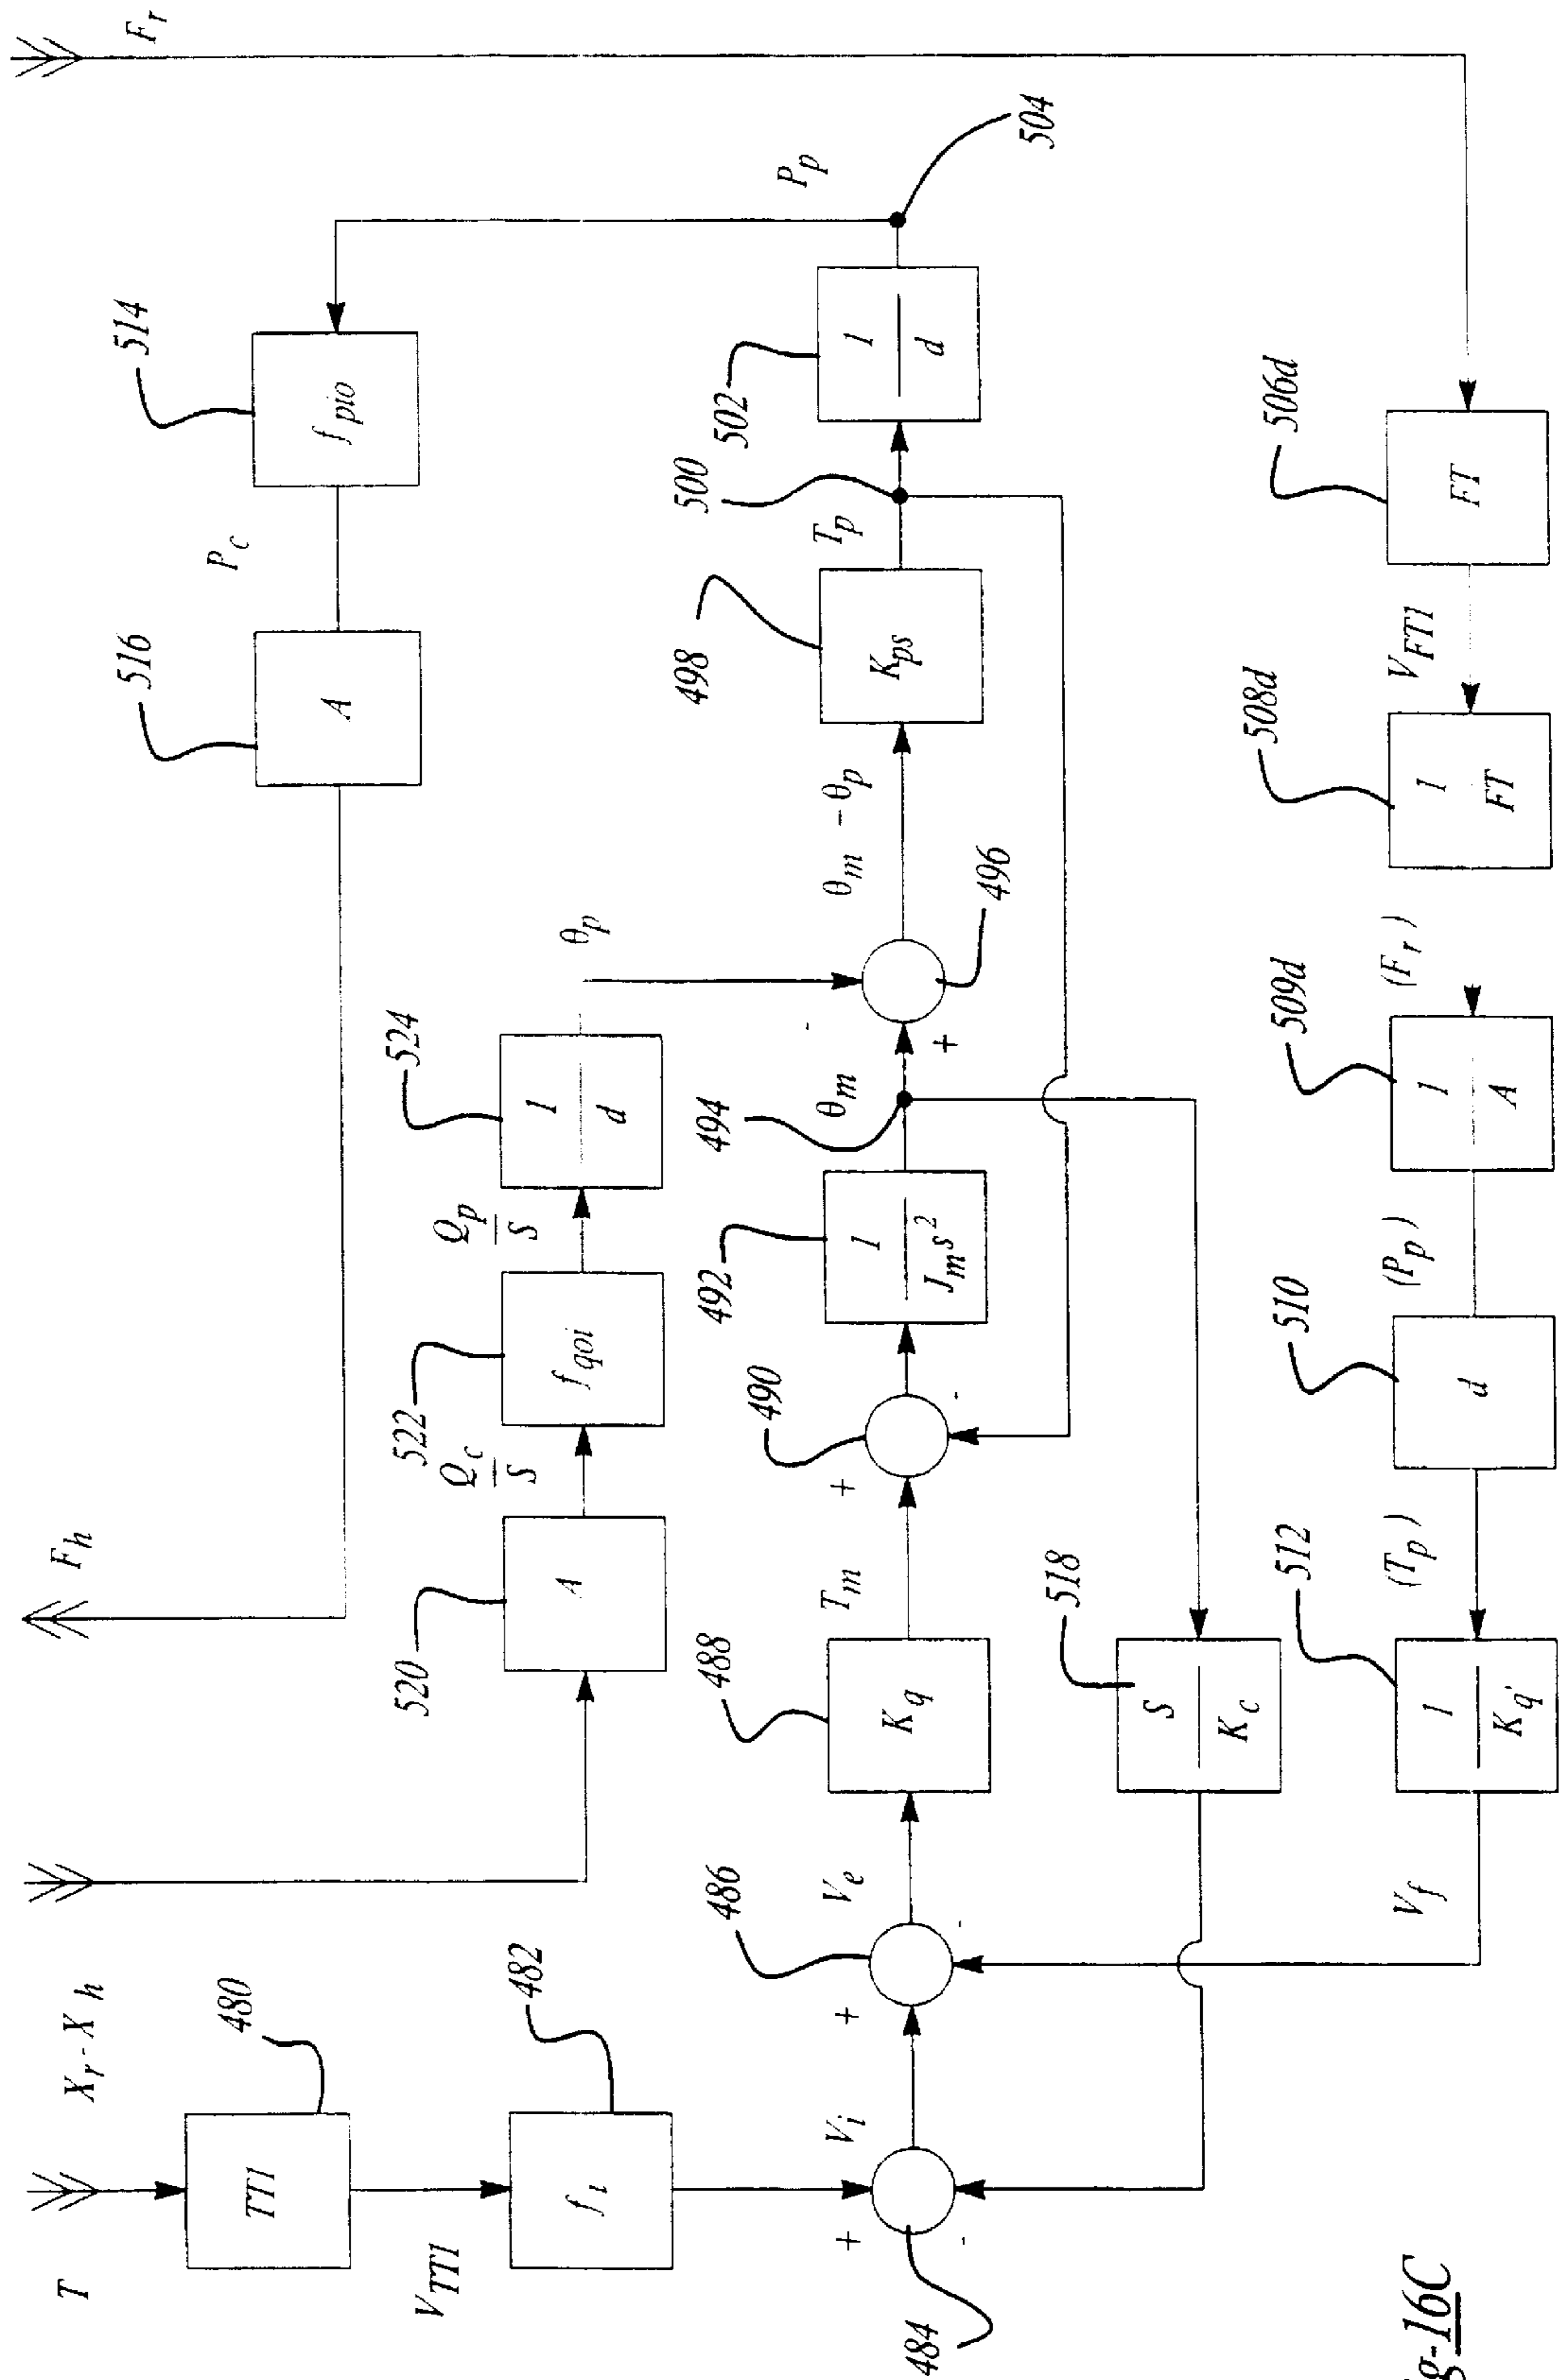 F_r
504
P_p
514
f_pio
502
1
d
506d
FT
500
T_p
P_c
516
A
498
K_ps
V_FT1
508d
1
FT
θ_m - θ_p
496
θ_p
-
+
(F_r)
509d
1
A
524
1
d
494
θ_m
Q_p
S
492
1
J_m s^2
(P_p)
510
d
522
f_qoi
490
-
+
Q_c
S
F_h
520
A
T_m
518
S
K_c
(T_p)
512
1
K_q'
488
K_q
486
V_e
-
+
V_f
X_r - X_h
480
TT1
T
482
V_TT1
V_i
+
-
484
g-16C